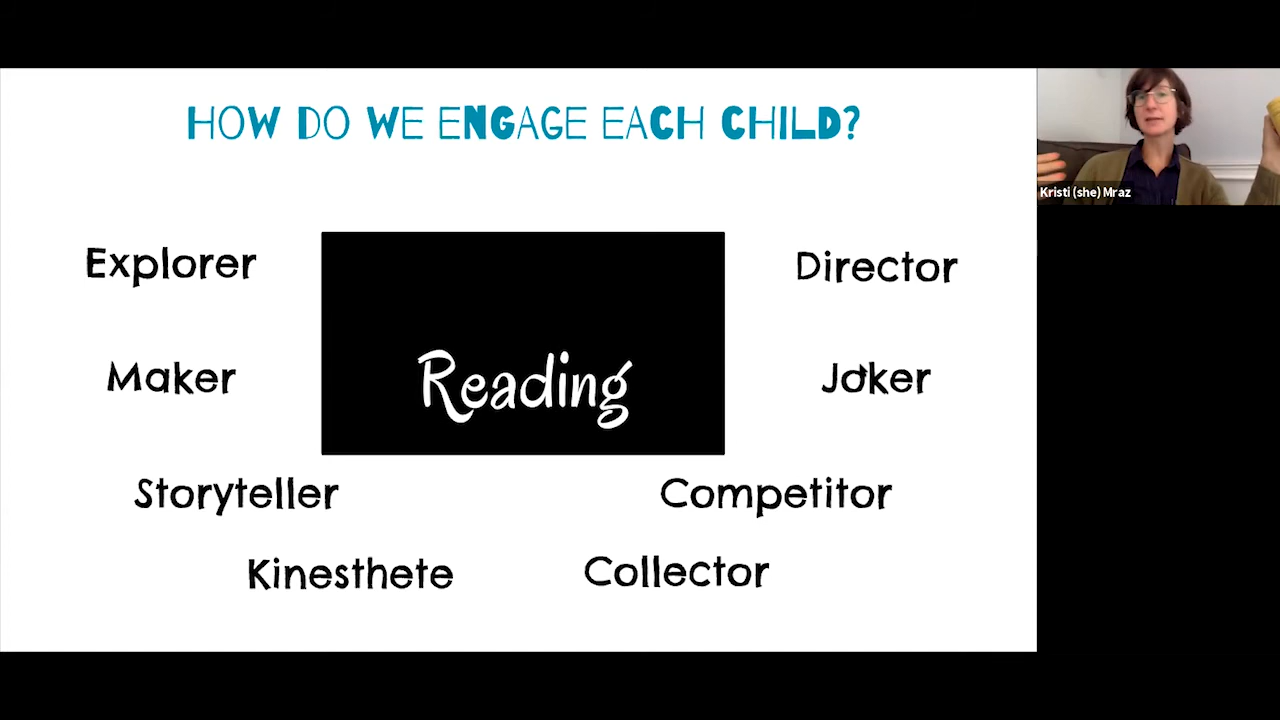 HOW DO WE ENGAGE EACH CHILD?
Kristi (she) Mraz
Explorer
Director
Maker
Reading
Joker
Storyteller
Competitor
Kinesthete
Collector